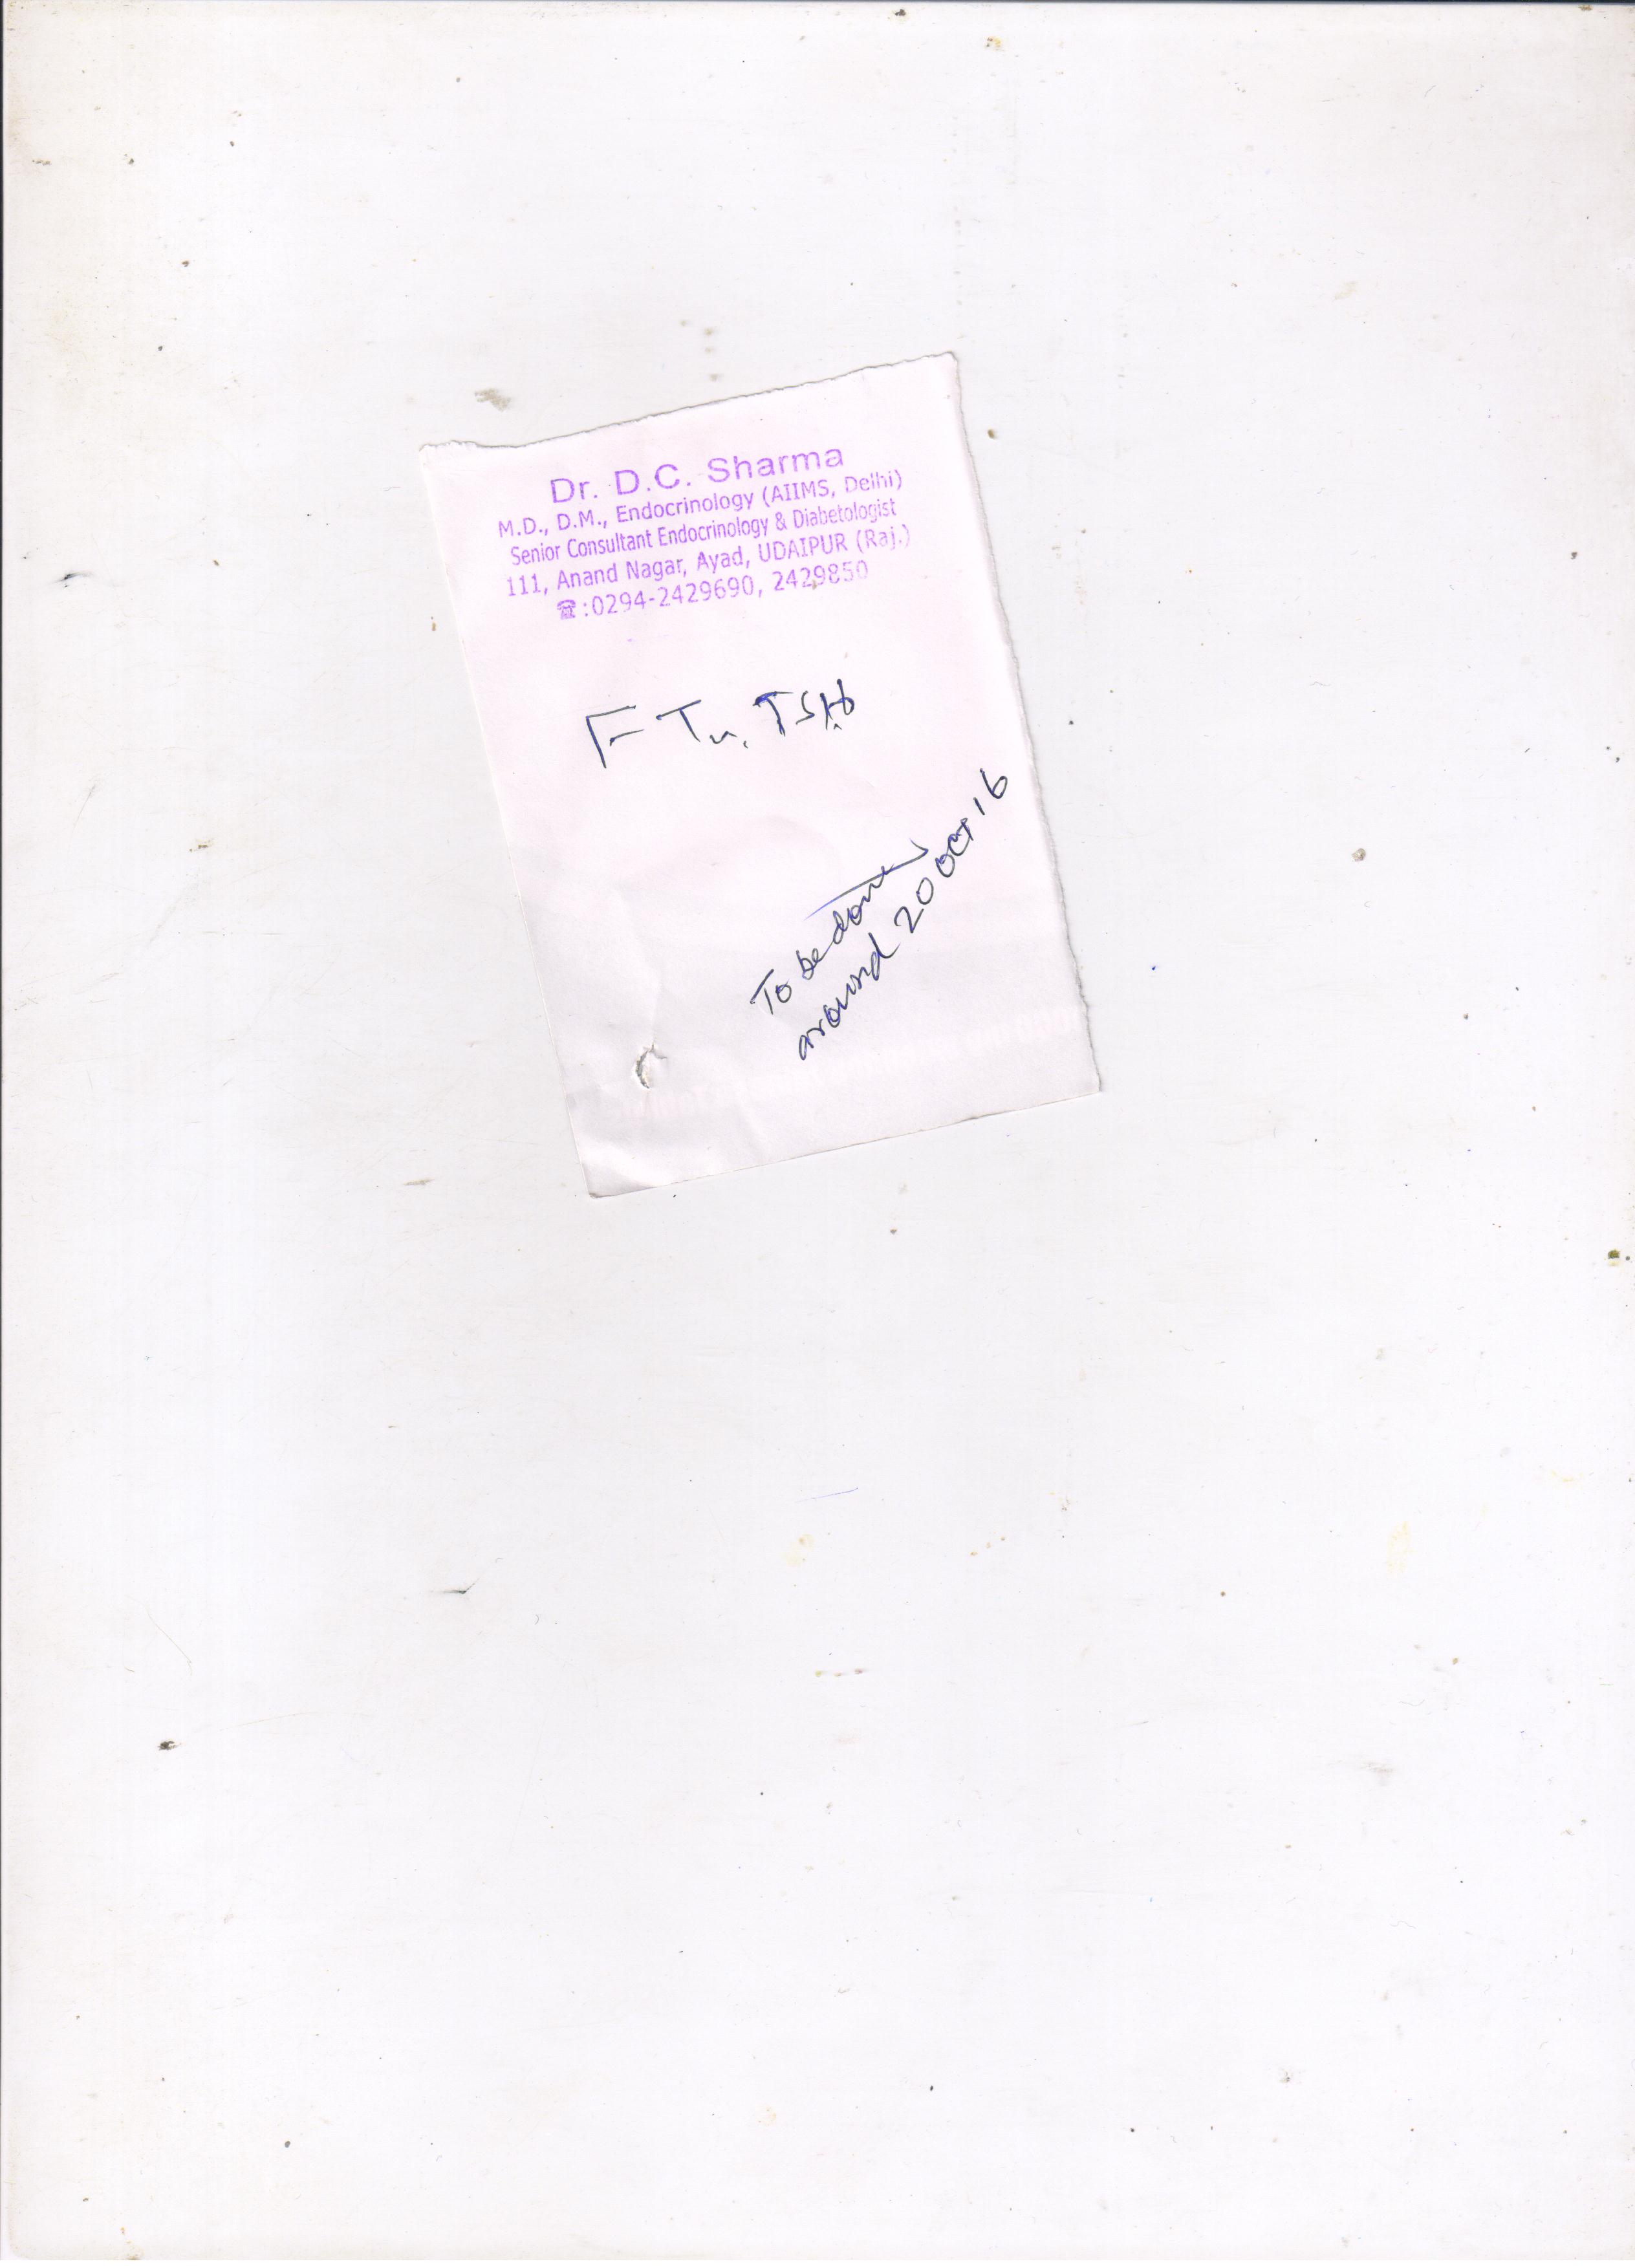 Dr. D.C. Sharma
M.D., D.M., Endocrinology (AIIMS, Delhi)
Senior Consultant Endocrinology & Diabetologist
111, Anand Nagar, Ayad, UDAIPUR (Raj.)
☎:0294-2429690, 2429850
FT4, TSH
To be done
around 20 Oct 16